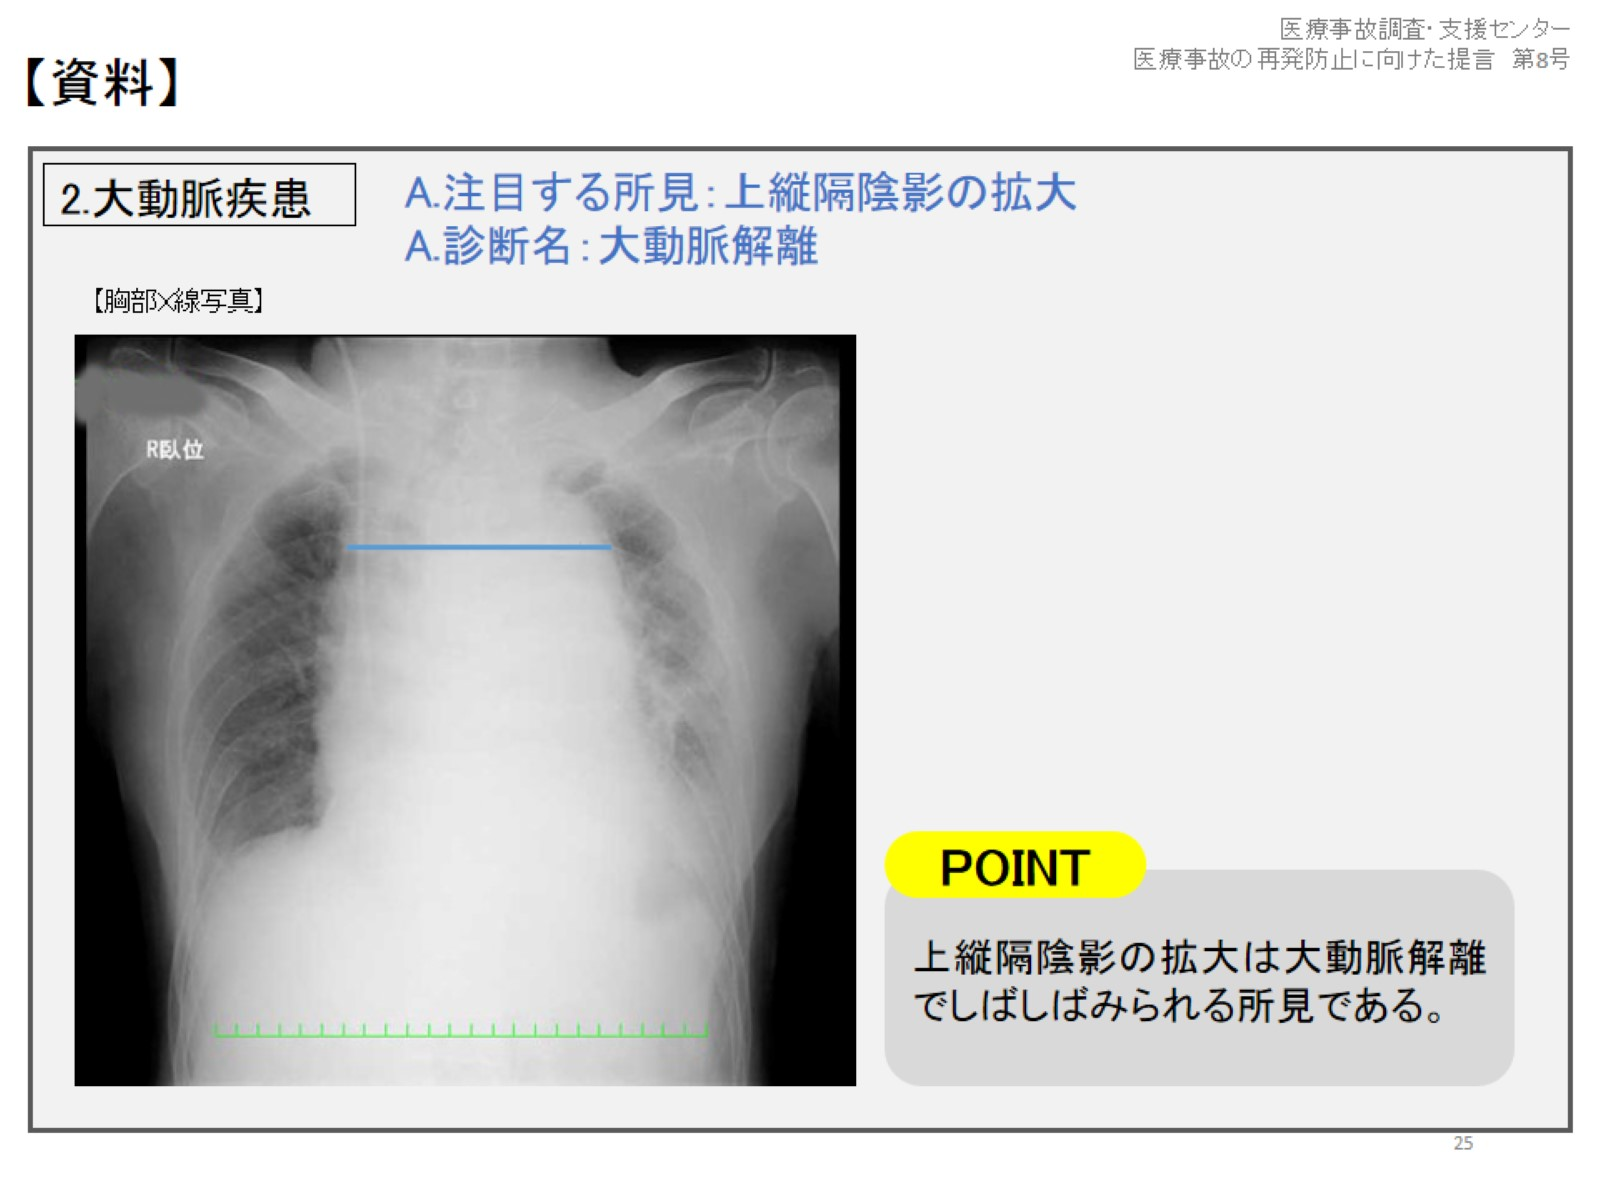 医療事故調査・支援センター
医療事故の再発防止に向けた提言　第8号
【資料】
2.大動脈疾患
A.注目する所見：上縦隔陰影の拡大
A.診断名：大動脈解離
【胸部X線写真】
R臥位
POINT
上縦隔陰影の拡大は大動脈解離
でしばしばみられる所見である。
25